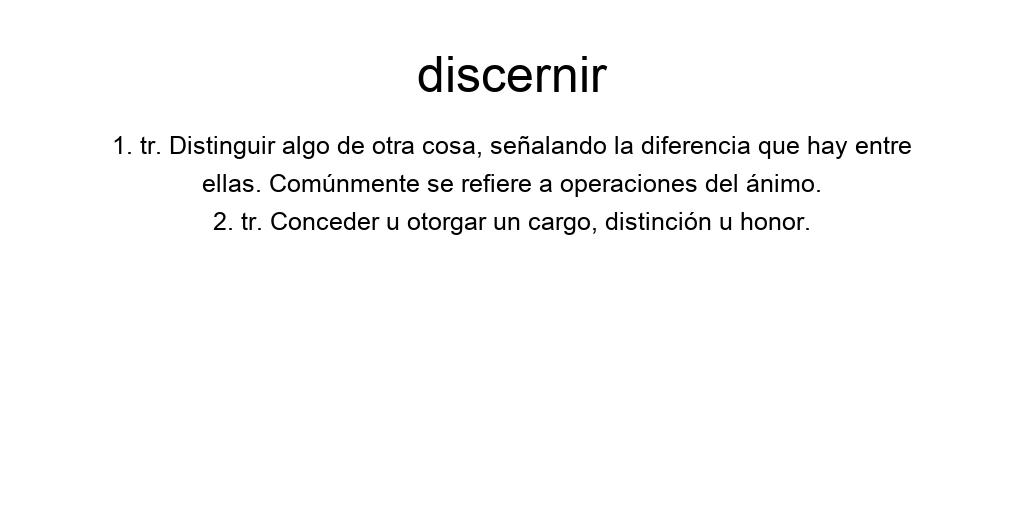 discernir
1. tr. Distinguir algo de otra cosa, señalando la diferencia que hay entre
ellas. Comúnmente se refiere a operaciones del ánimo.
2. tr. Conceder u otorgar un cargo, distinción u honor.